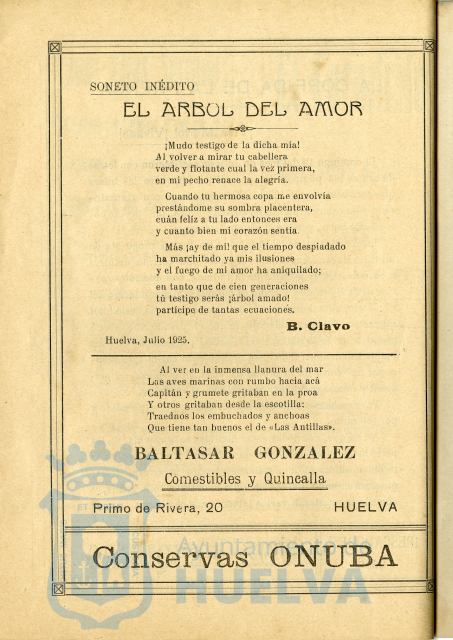 SONETO INÉDITO
EL ARBOL DEL AMOR
¡Mudo testigo de la dicha mía!
Al volver a mirar tu cabellera
verde y flotante cual la vez primera,
en mi pecho renace la alegría.
Cuando tu hermosa copa me envolvía
prestándome su sombra placentera,
cuán felíz a tu lado entonces era
y cuanto bien mi corazón sentía
Más ¡ay de mi! que el tiempo despiadado
ha marchitado ya mis ilusiones
y el fuego de mi amor ha aniquilado;
en tanto que de cien generaciones
tú testigo serás ¡árbol amado!
partícipe de tantas ecuaciones.
B. Clavo
Huelva, Julio 1925.
Al ver en la inmensa llanura del mar
Las aves marinas con rumbo hacia acá
Capitán y grumete gritaban en la proa
Y otros gritaban desde la escotilla:
Traednos los embuchados y anchoas
Que tiene tan buenos el de «Las Antillas».
BALTASAR GONZALEZ
Comestibles y Quincalla
Primo de Rivera, 20 HUELVA
Conservas ONUBA
Ayuntamiento de
HUELVA